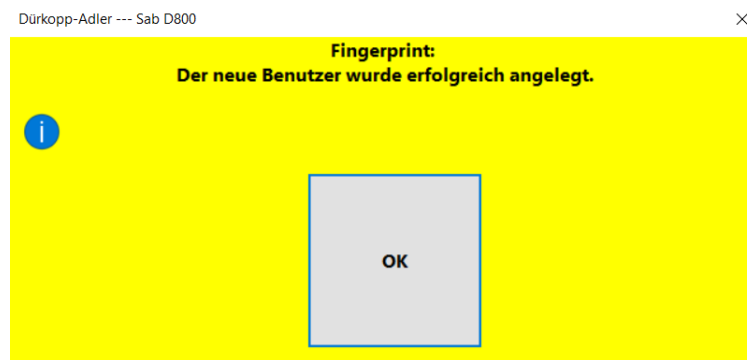 Dürkopp-Adler --- Sab D800
Fingerprint:
Der neue Benutzer wurde erfolgreich angelegt.
i
OK